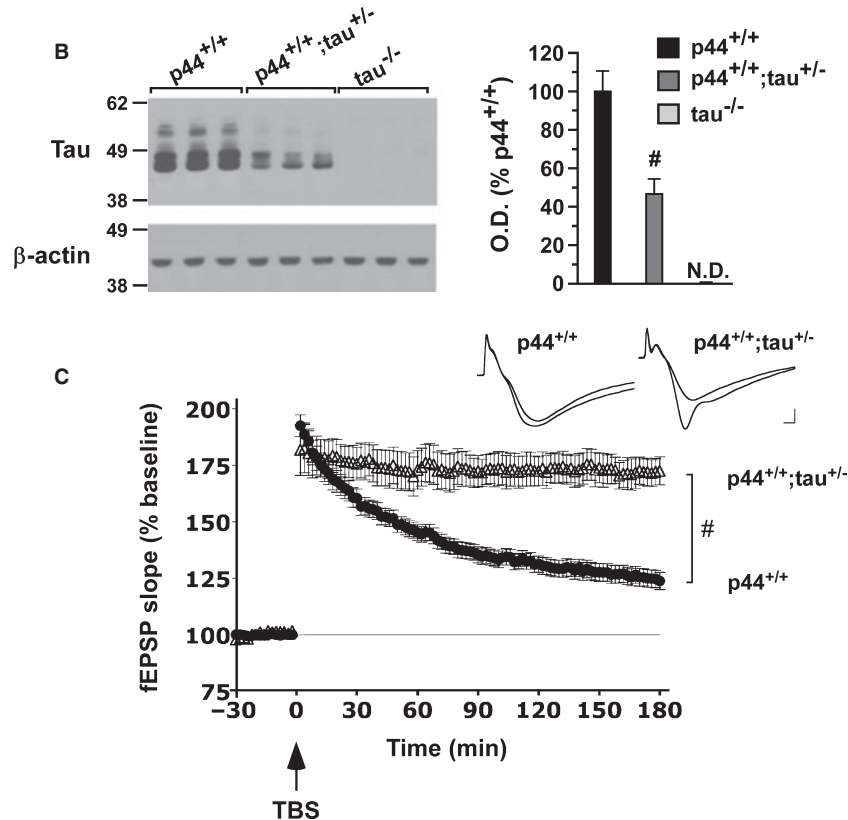 B
p44+/+
p44+/+;tau+/-
tau-/-
62
Tau
49
38
49
β-actin
38
O.D. (% p44+/+)
120
100
80
60
40
20
0
p44+/+
p44+/+;tau+/-
tau-/-
#
N.D.
C
p44+/+
p44+/+;tau+/-
fEPSP slope (% baseline)
200
175
150
125
100
75
p44+/+;tau+/-
#
p44+/+
−30 0 30 60 90 120 150 180
Time (min)
TBS